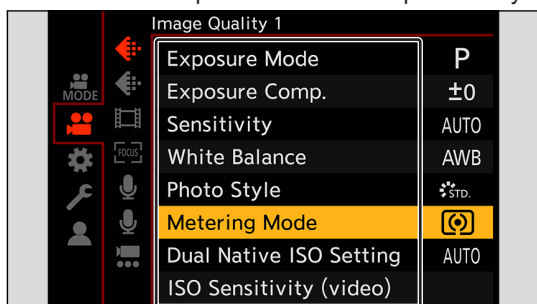 Image Quality 1
Exposure Mode P
MODE
Exposure Comp. ±0
Sensitivity AUTO
FOCUS
White Balance AWB
Photo Style STD.
Metering Mode
Dual Native ISO Setting AUTO
ISO Sensitivity (video)